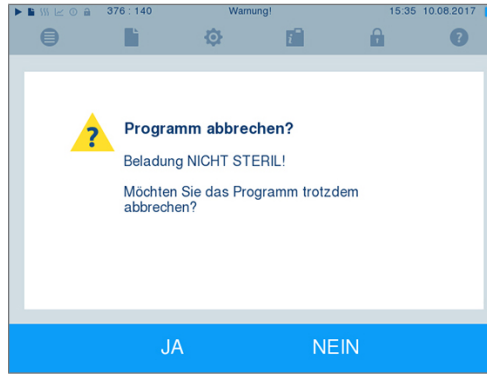 376 : 140 Warnung! 15:35 10.08.2017
Programm abbrechen?
Beladung NICHT STERIL!
Möchten Sie das Programm trotzdem
abbrechen?
JA NEIN